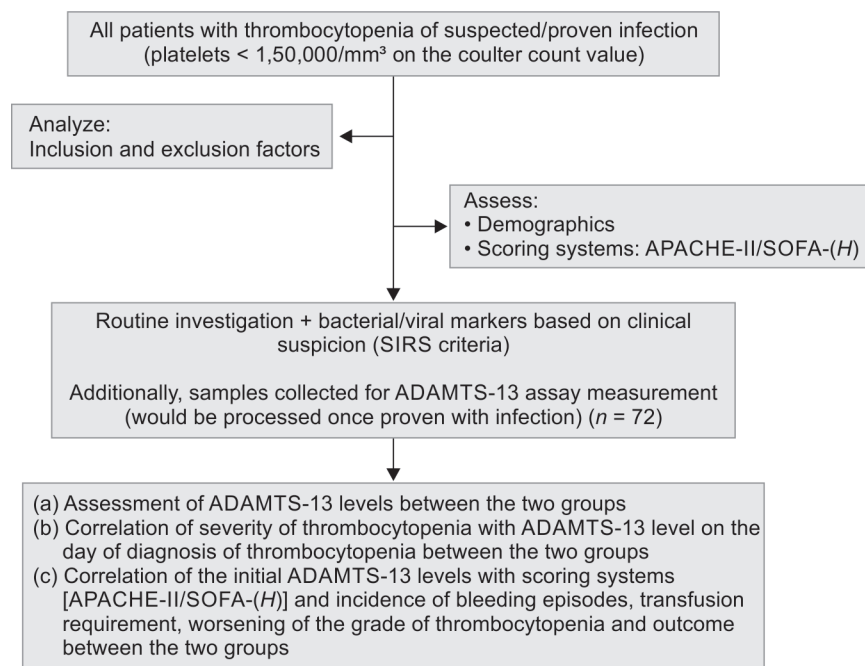 All patients with thrombocytopenia of suspected/proven infection
(platelets < 1,50,000/mm³ on the coulter count value)
Analyze:
Inclusion and exclusion factors
Assess:
• Demographics
• Scoring systems: APACHE-II/SOFA-(H)
Routine investigation + bacterial/viral markers based on clinical
suspicion (SIRS criteria)
Additionally, samples collected for ADAMTS-13 assay measurement
(would be processed once proven with infection) (n = 72)
(a) Assessment of ADAMTS-13 levels between the two groups
(b) Correlation of severity of thrombocytopenia with ADAMTS-13 level on the
day of diagnosis of thrombocytopenia between the two groups
(c) Correlation of the initial ADAMTS-13 levels with scoring systems
[APACHE-II/SOFA-(H)] and incidence of bleeding episodes, transfusion
requirement, worsening of the grade of thrombocytopenia and outcome
between the two groups